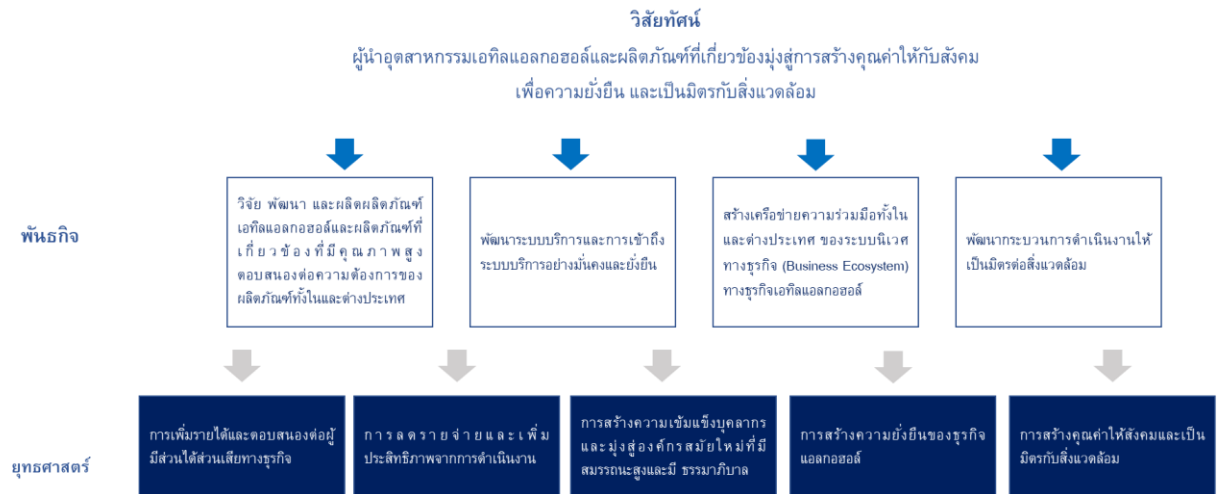 วิสัยทัศน์
ผู้นำอุตสาหกรรมเอทิลแอลกอฮอล์และผลิตภัณฑ์ที่เกี่ยวข้องมุ่งสู่การสร้างคุณค่าให้กับสังคม
เพื่อความยั่งยืน และเป็นมิตรกับสิ่งแวดล้อม
พันธกิจ
วิจัย พัฒนา และผลิตผลิตภัณฑ์
เอทิลแอลกอฮอล์และผลิตภัณฑ์ที่
เกี่ยวข้องที่มีคุณภาพสูง
ตอบสนองต่อความต้องการของ
ผลิตภัณฑ์ทั้งในและต่างประเทศ
พัฒนาระบบบริการและการเข้าถึง
ระบบบริการอย่างมั่นคงและยั่งยืน
สร้างเครือข่ายความร่วมมือทั้งใน
และต่างประเทศ ของระบบนิเวศ
ทางธุรกิจ (Business Ecosystem)
ทางธุรกิจเอทิลแอลกอฮอล์
พัฒนากระบวนการดำเนินงานให้
เป็นมิตรต่อสิ่งแวดล้อม
ยุทธศาสตร์
การเพิ่มรายได้และตอบสนองต่อผู้
มีส่วนได้ส่วนเสียทางธุรกิจ
การลดรายจ่ายและเพิ่ม
ประสิทธิภาพจากการดำเนินงาน
การสร้างความเข้มแข็งบุคลากร
และมุ่งสู่องค์กรสมัยใหม่ที่มี
สมรรถนะสูงและมี ธรรมาภิบาล
การสร้างความยั่งยืนของธุรกิจ
แอลกอฮอล์
การสร้างคุณค่าให้สังคมและเป็น
มิตรกับสิ่งแวดล้อม